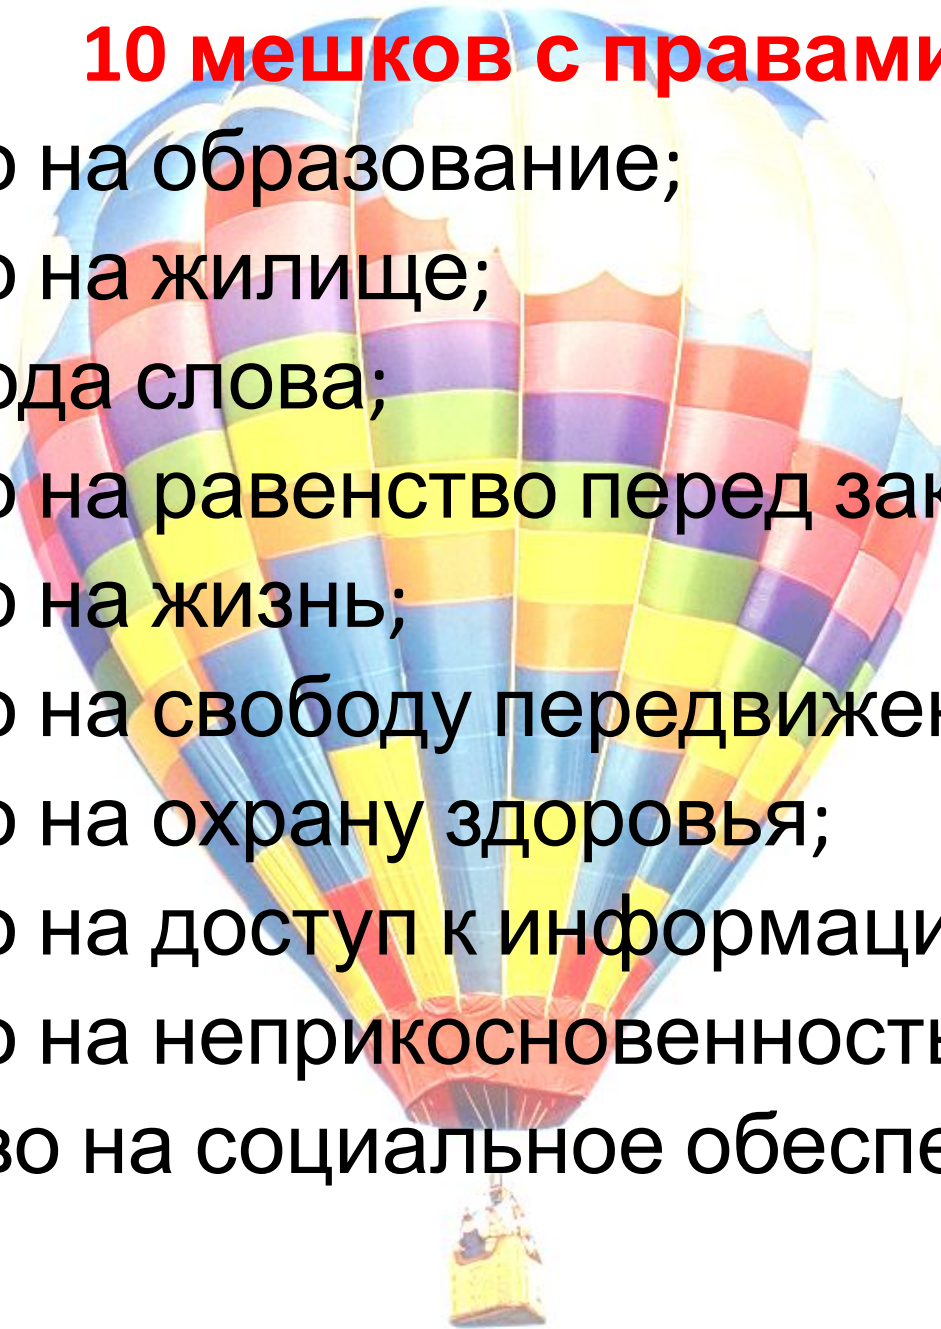 10 мешков с правами
о на образование;
о на жилище;
ода слова;
о на равенство перед зак
о на жизнь;
о на свободу передвижен
о на охрану здоровья;
о на доступ к информаци
о на неприкосновенность
во на социальное обеспе